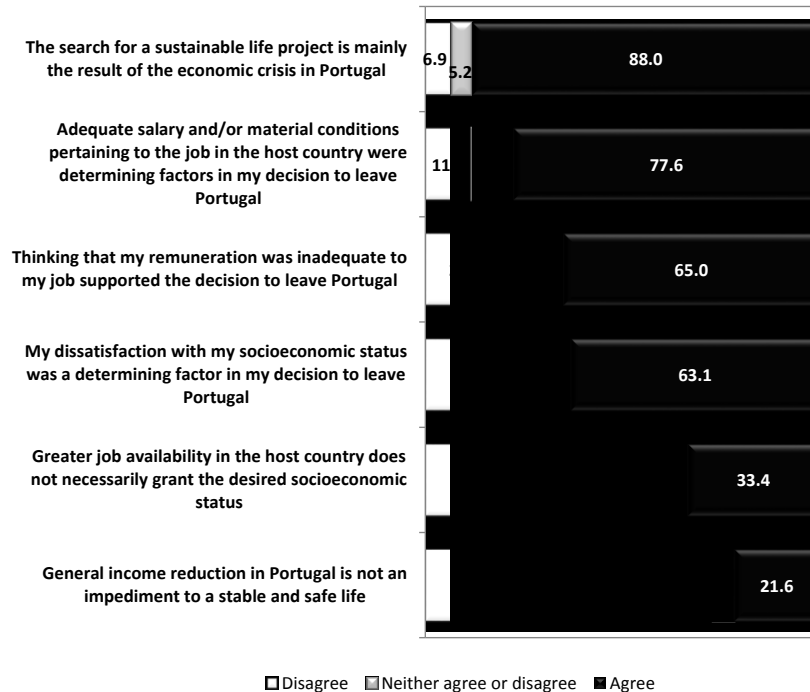 The search for a sustainable life project is mainly
the result of the economic crisis in Portugal
6.9
5.2
88.0
Adequate salary and/or material conditions
pertaining to the job in the host country were
determining factors in my decision to leave
Portugal
11
77.6
Thinking that my remuneration was inadequate to
my job supported the decision to leave Portugal
65.0
My dissatisfaction with my socioeconomic status
was a determining factor in my decision to leave
Portugal
63.1
Greater job availability in the host country does
not necessarily grant the desired socioeconomic
status
33.4
General income reduction in Portugal is not an
impediment to a stable and safe life
21.6
Disagree Neither agree or disagree Agree